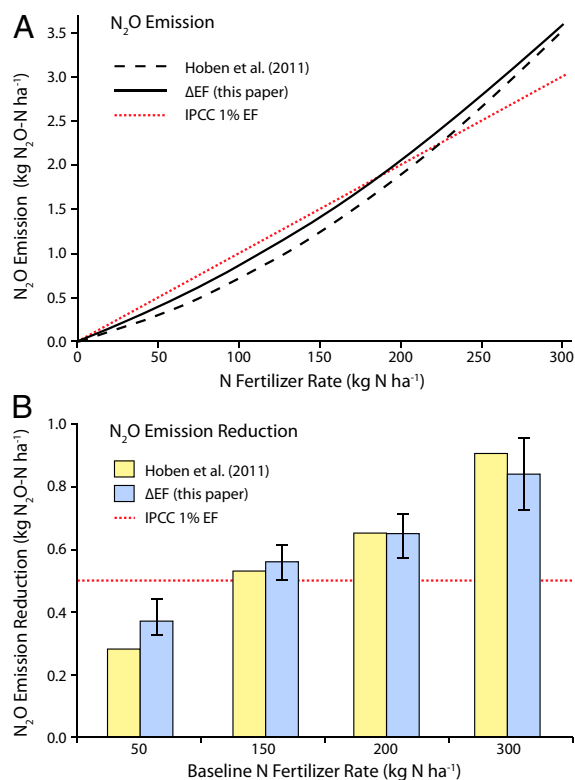 A
N₂O Emission
Hoben et al. (2011)
ΔEF (this paper)
IPCC 1% EF
N₂O Emission (kg N₂O-N ha⁻¹)
3.5
3.0
2.5
2.0
1.5
1.0
0.5
0.0
0 50 100 150 200 250 300
N Fertilizer Rate (kg N ha⁻¹)
B
N₂O Emission Reduction
Hoben et al. (2011)
ΔEF (this paper)
IPCC 1% EF
N₂O Emission Reduction (kg N₂O-N ha⁻¹)
1.0
0.8
0.6
0.4
0.2
0.0
50 150 200 300
Baseline N Fertilizer Rate (kg N ha⁻¹)